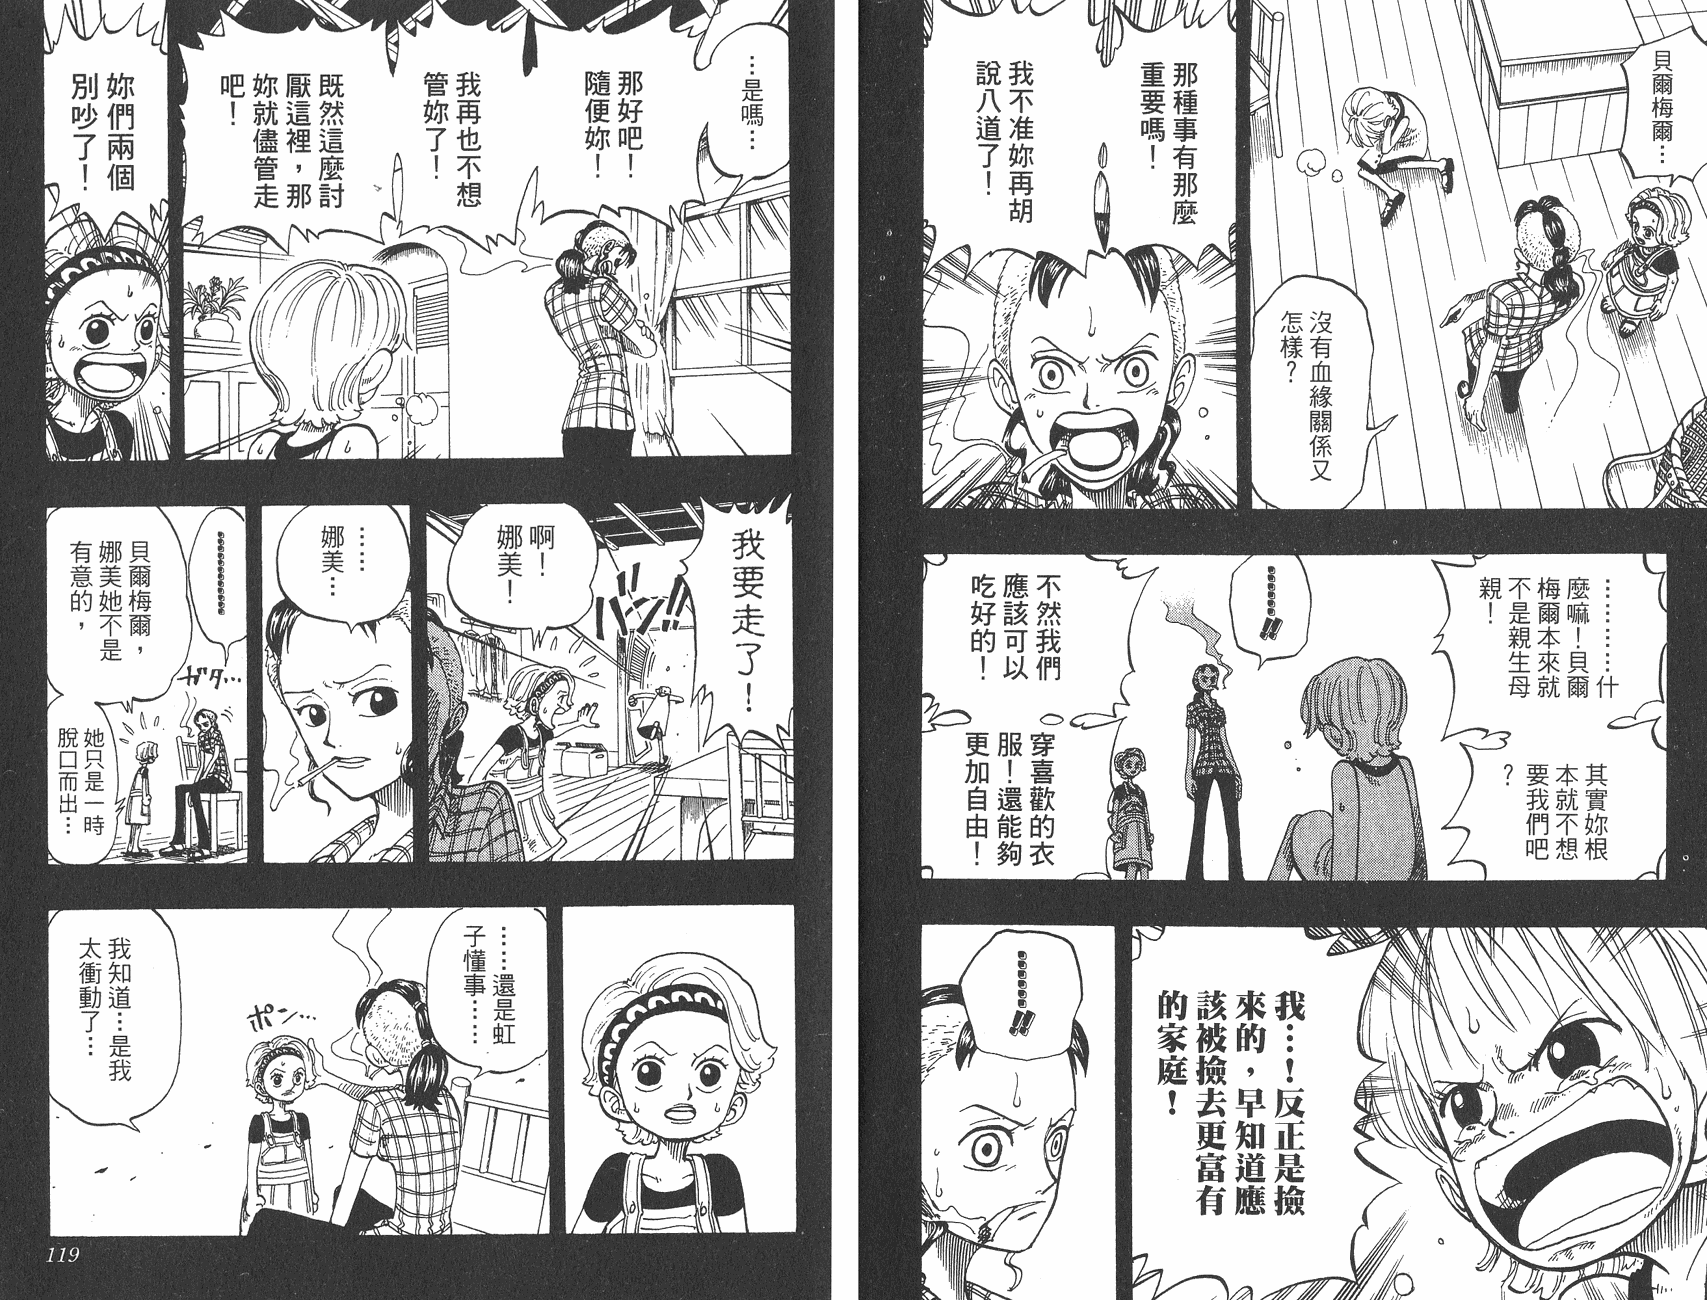 貝爾梅爾…
沒有血緣關係又
怎樣?
那種事有那麼
重要嗎!
我不准妳再胡
說八道了!
………什
麼嘛!貝爾
梅爾本來就
不是親生母
親!
其實妳根
本就不想
要我們吧
?
………!!
不然我們
應該可以
吃好的!
穿喜歡的衣
服!還能夠
更加自由!
我…!反正是撿
來的,早知道應
該被撿去更富有
的家庭!
………!!
…是嗎…
那好吧!
隨便妳!
我再也不想
管妳了!
既然這麼討
厭這裡,那
妳就儘管走
吧!
妳們兩個
別吵了!
我要走了!
バン!!
啊!
娜美!
……
娜美…
…………
ガタ…
貝爾梅爾,
娜美她不是
有意的,
她只是一時
脫口而出…
……還是虹
子懂事……
ポン…
我知道…是我
太衝動了…
119